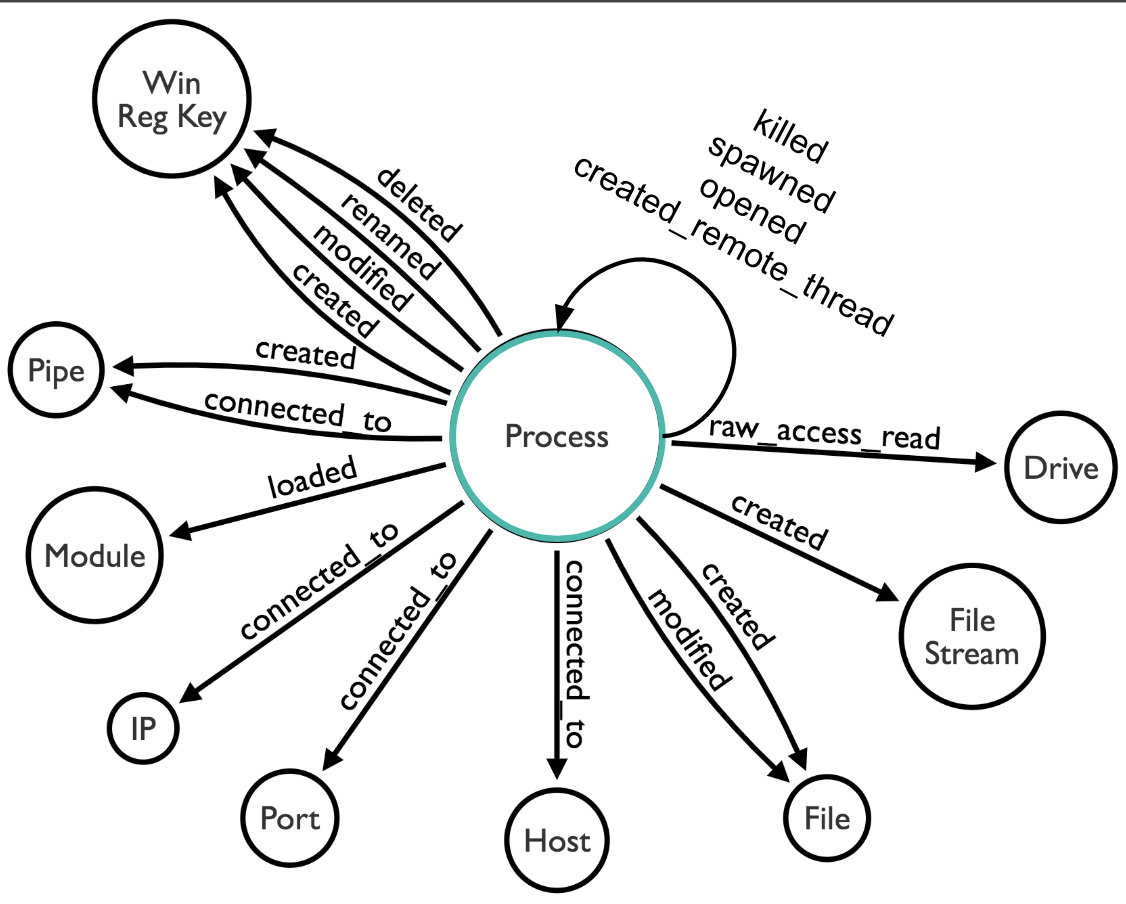 Win
Reg Key
killed
spawned
opened
created_remote_thread
deleted
renamed
modified
created
Pipe
created
connected_to
Process
raw_access_read
Drive
loaded
Module
created
File
Stream
connected_to
IP
connected_to
Port
connected_to
Host
modified
created
File